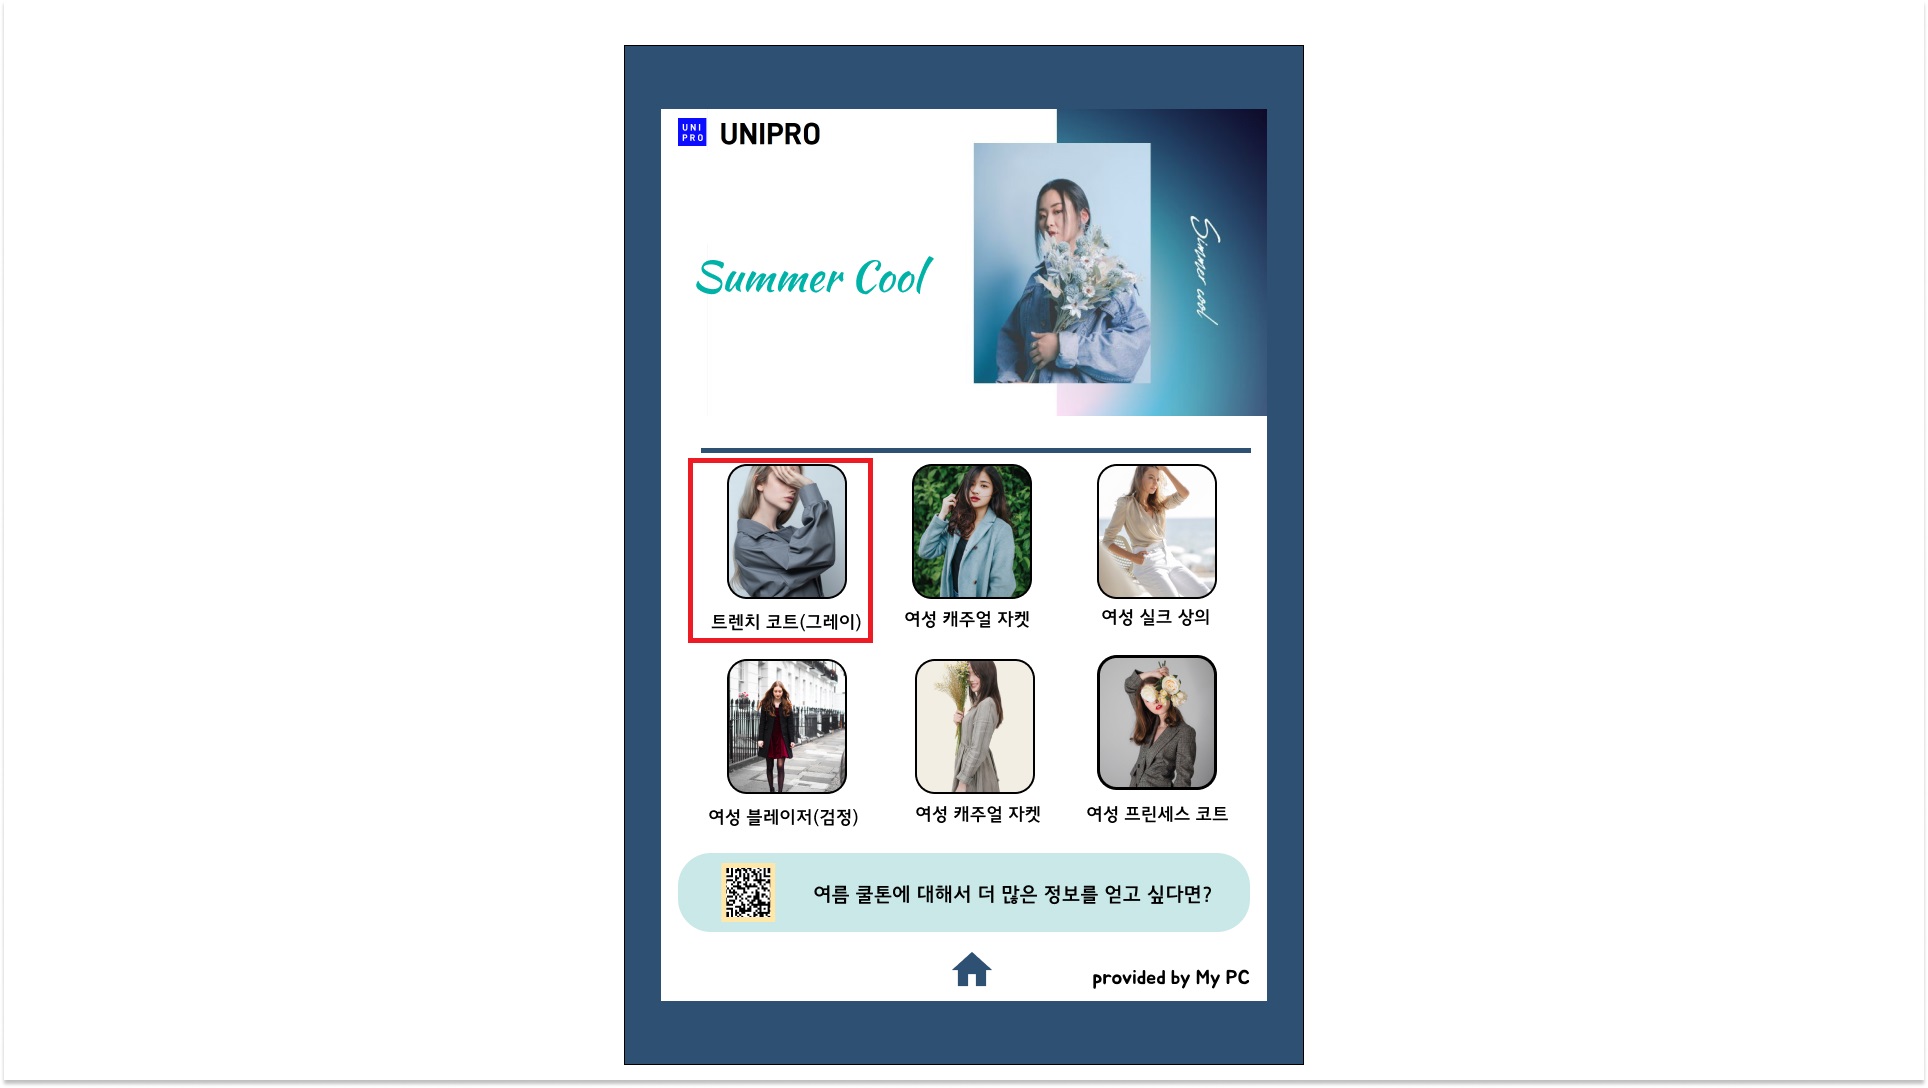 UNI
PRO
UNIPRO
Summer Cool
Summer cool
트렌치 코트(그레이)
여성 캐주얼 자켓
여성 실크 상의
여성 블레이저(검정)
여성 캐주얼 자켓
여성 프린세스 코트
여름 쿨톤에 대해서 더 많은 정보를 얻고 싶다면?
provided by My PC